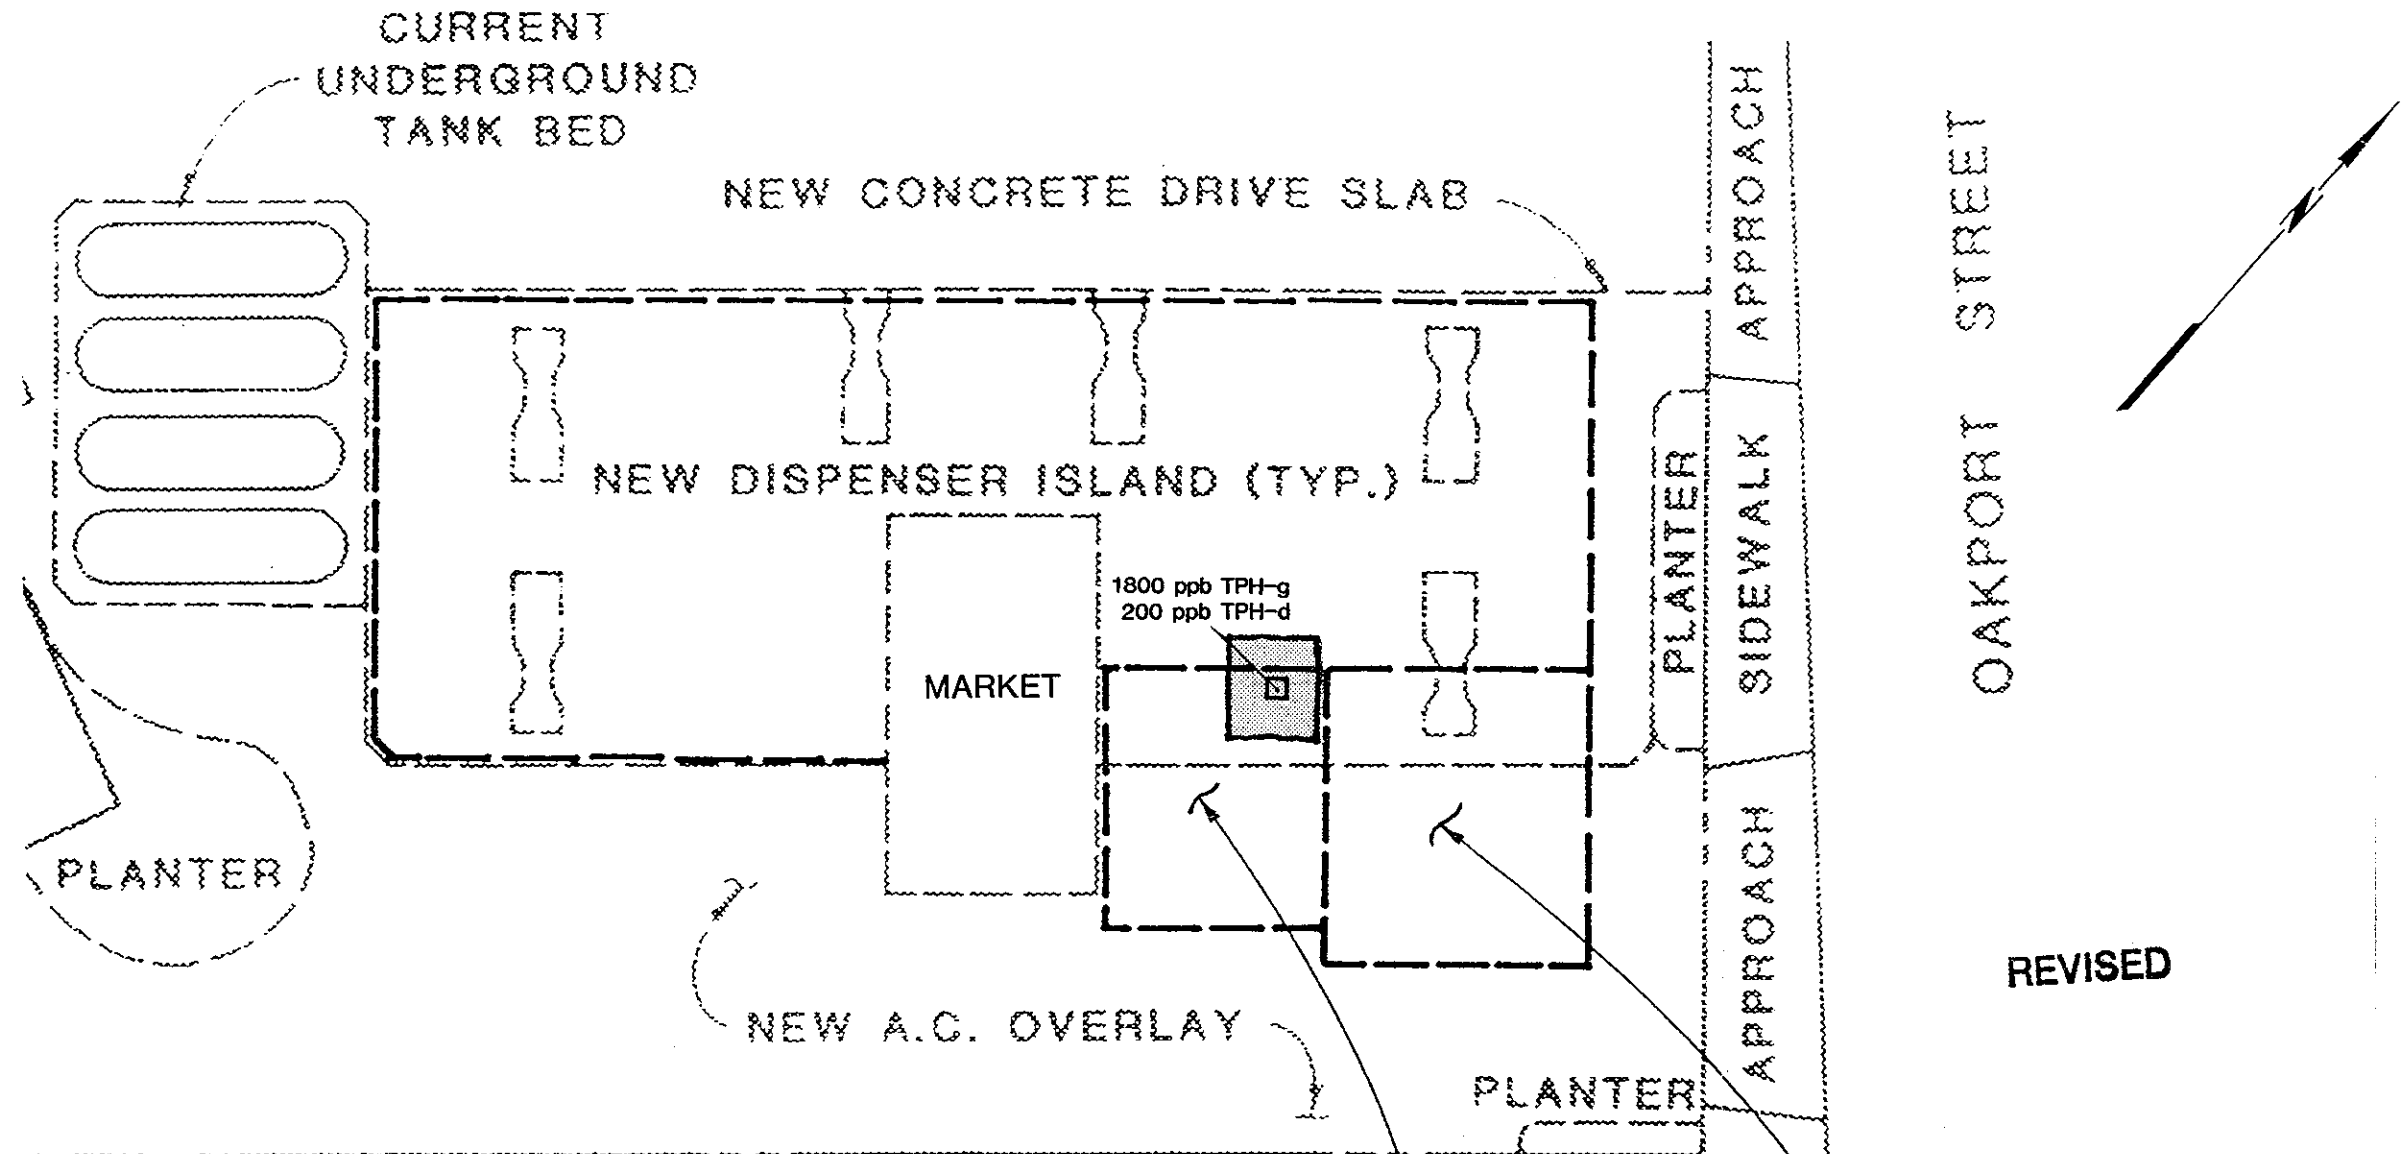 CURRENT
UNDERGROUND
TANK BED
NEW CONCRETE DRIVE SLAB
APPROACH
OAKPORT STREET
N
NEW DISPENSER ISLAND (TYP.)
PLANTER
SIDEWALK
1800 ppb TPH-g
200 ppb TPH-d
MARKET
PLANTER
APPROACH
REVISED
NEW A.C. OVERLAY
PLANTER